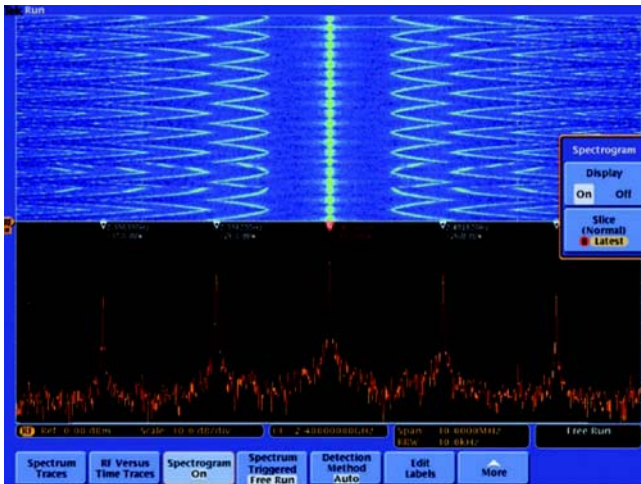 Run
Spectrogram
Display
On Off
Slice
(Normal)
Latest
Ref: 0.00 dBm Scale: 10.0 dB/div
CF: 2.40000000GHz
Span: 10.0000MHz
RBW: 10.0kHz
Free Run
Spectrum
Traces
RF Versus
Time Traces
Spectrogram
On
Spectrum
Triggered
Free Run
Detection
Method
Auto
Edit
Labels
More